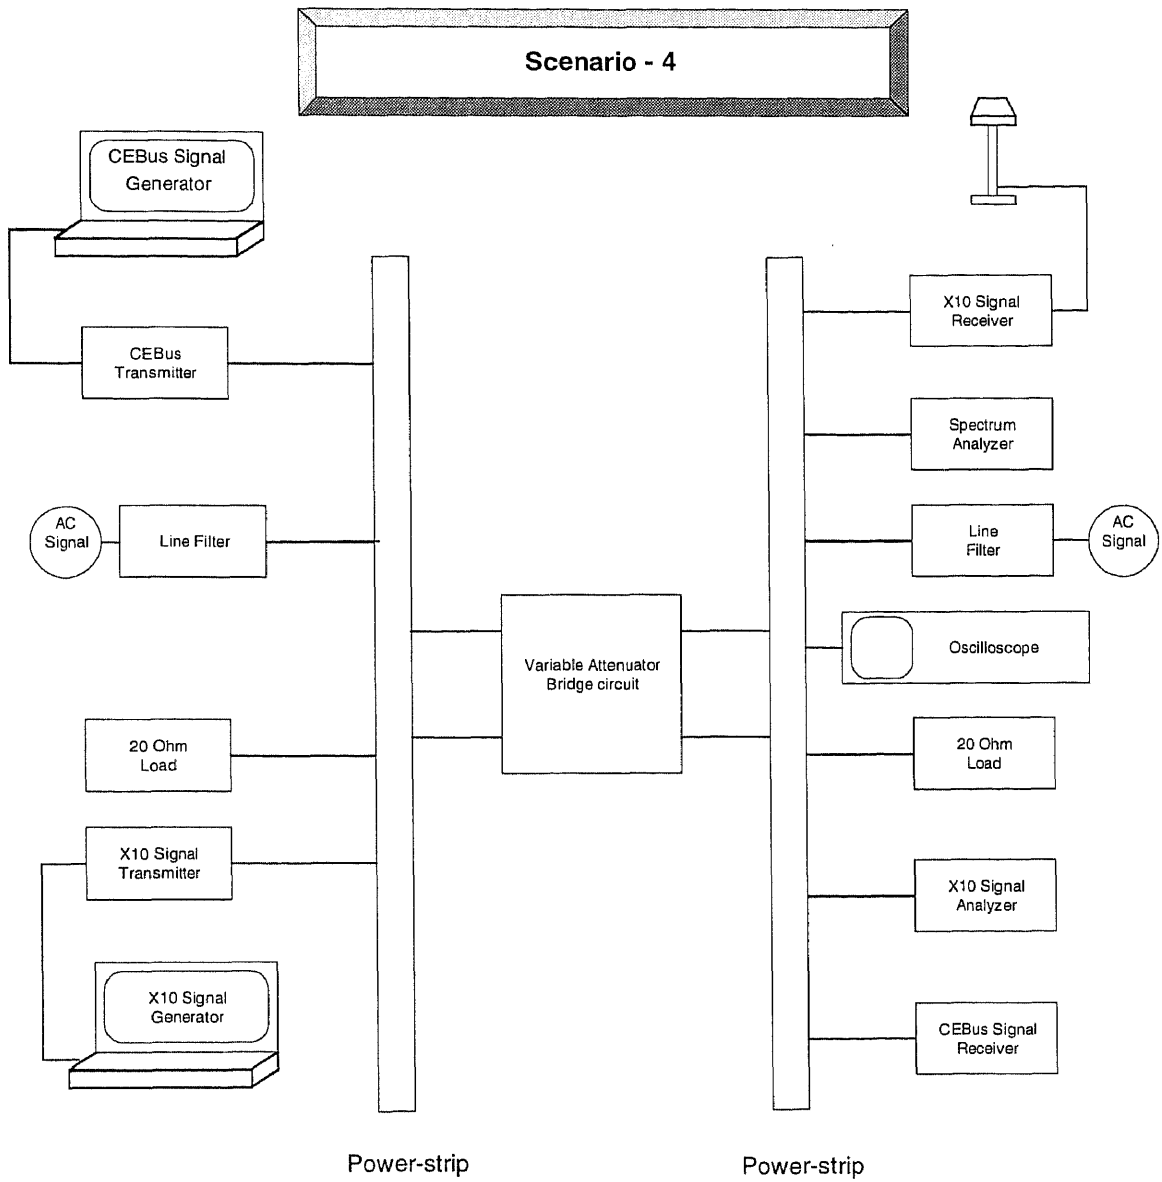 Scenario - 4
CEBus Signal
Generator
CEBus
Transmitter
AC
Signal
Line Filter
20 Ohm
Load
X10 Signal
Transmitter
X10 Signal
Generator
Variable Attenuator
Bridge circuit
X10 Signal
Receiver
Spectrum
Analyzer
Line
Filter
AC
Signal
Oscilloscope
20 Ohm
Load
X10 Signal
Analyzer
CEBus Signal
Receiver
Power-strip
Power-strip